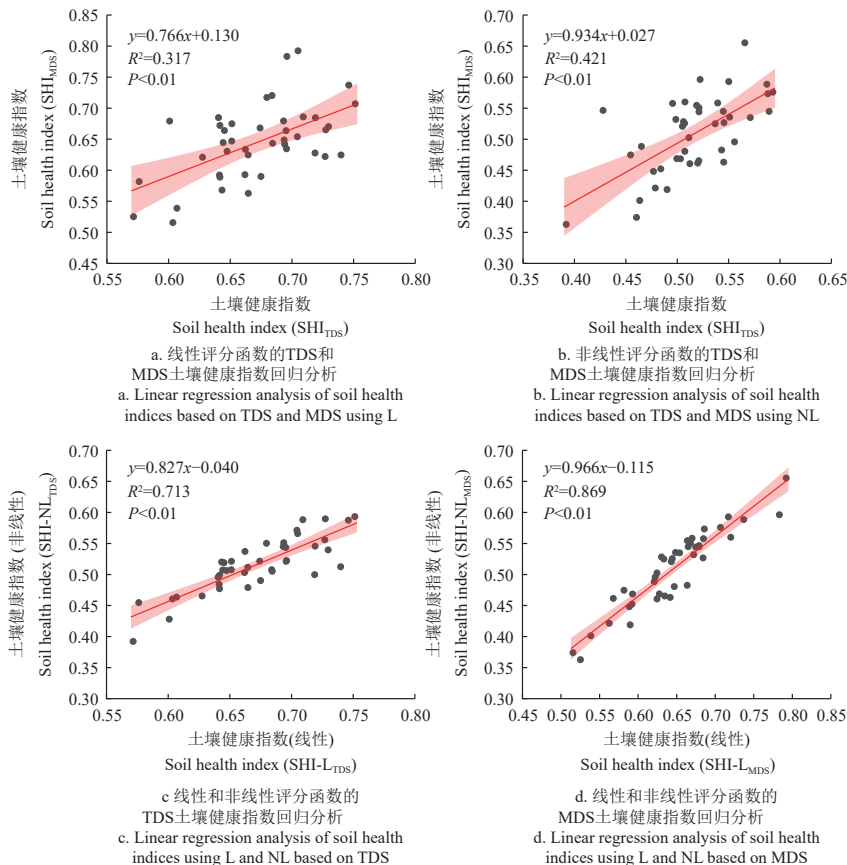 y=0.766x+0.130
R²=0.317
P<0.01
土壤健康指数
Soil health index (SHI_MDS)
0.85
0.80
0.75
0.70
0.65
0.60
0.55
0.50
0.45
0.55
0.60
0.65
0.70
0.75
0.80
土壤健康指数
Soil health index (SHI_TDS)
a. 线性评分函数的TDS和
MDS土壤健康指数回归分析
a. Linear regression analysis of soil health
indices based on TDS and MDS using L
y=0.934x+0.027
R²=0.421
P<0.01
土壤健康指数
Soil health index (SHI_MDS)
0.70
0.65
0.60
0.55
0.50
0.45
0.40
0.35
0.30
0.35
0.40
0.45
0.50
0.55
0.60
0.65
土壤健康指数
Soil health index (SHI_TDS)
b. 非线性评分函数的TDS和
MDS土壤健康指数回归分析
b. Linear regression analysis of soil health
indices based on TDS and MDS using NL
y=0.827x−0.040
R²=0.713
P<0.01
土壤健康指数 (非线性)
Soil health index (SHI-NL_TDS)
0.70
0.65
0.60
0.55
0.50
0.45
0.40
0.35
0.30
0.55
0.60
0.65
0.70
0.75
0.80
土壤健康指数(线性)
Soil health index (SHI-L_TDS)
c 线性和非线性评分函数的
TDS土壤健康指数回归分析
c. Linear regression analysis of soil health
indices using L and NL based on TDS
y=0.966x−0.115
R²=0.869
P<0.01
土壤健康指数 (非线性)
Soil health index (SHI-NL_MDS)
0.70
0.65
0.60
0.55
0.50
0.45
0.40
0.35
0.30
0.45
0.50
0.55
0.60
0.65
0.70
0.75
0.80
0.85
土壤健康指数(线性)
Soil health index (SHI-L_MDS)
d. 线性和非线性评分函数的
MDS土壤健康指数回归分析
d. Linear regression analysis of soil health
indices using L and NL based on MDS